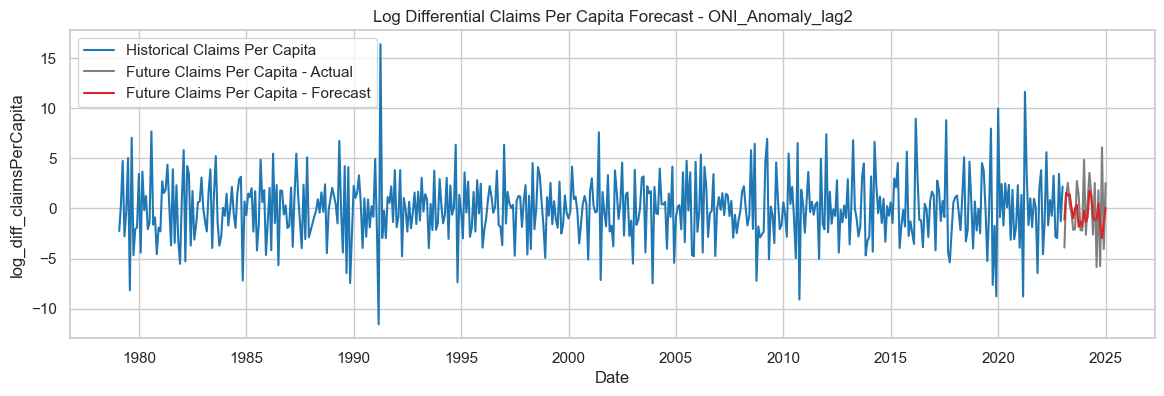 Log Differential Claims Per Capita Forecast - ONI_Anomaly_lag2
Historical Claims Per Capita
Future Claims Per Capita - Actual
Future Claims Per Capita - Forecast
log_diff_claimsPerCapita
15
10
5
0
−5
−10
1980 1985 1990 1995 2000 2005 2010 2015 2020 2025
Date